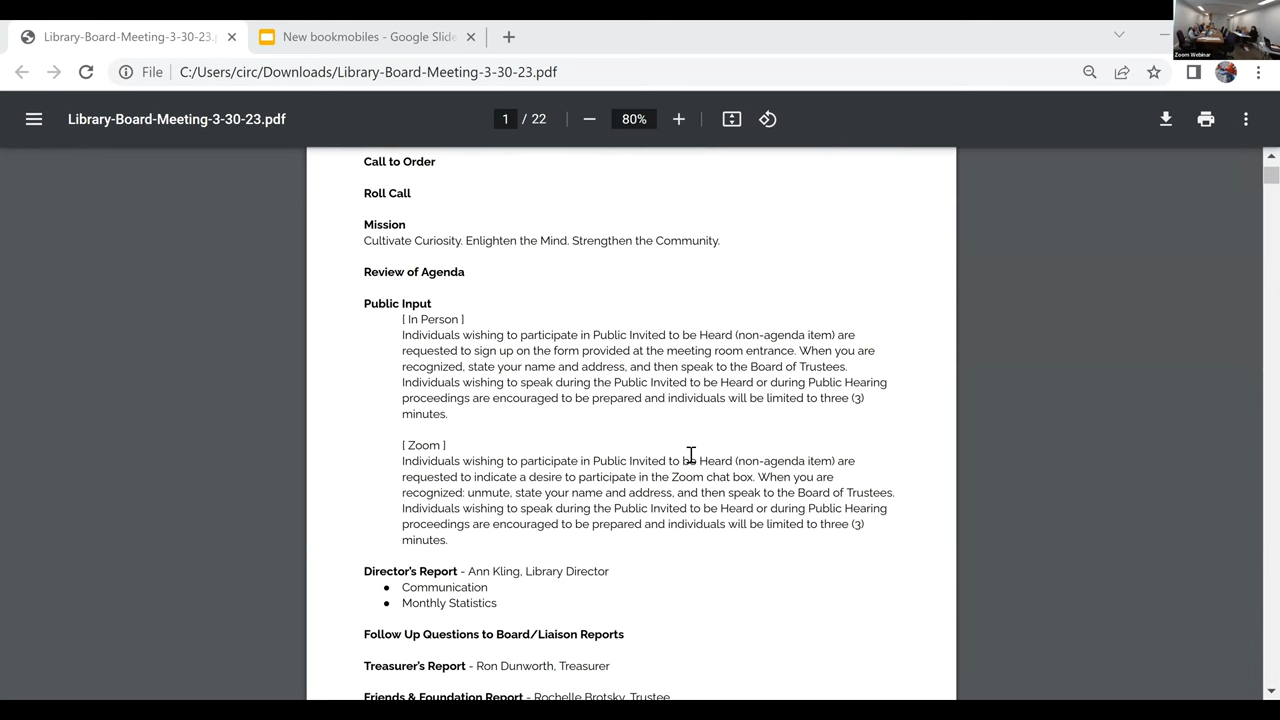 Library-Board-Meeting-3-30-23.
New bookmobiles - Google Slide
Zoom Webinar
File
C:/Users/circ/Downloads/Library-Board-Meeting-3-30-23.pdf
Library-Board-Meeting-3-30-23.pdf
1 / 22
80%
Call to Order
Roll Call
Mission
Cultivate Curiosity. Enlighten the Mind. Strengthen the Community.
Review of Agenda
Public Input
[ In Person ]
Individuals wishing to participate in Public Invited to be Heard (non-agenda item) are
requested to sign up on the form provided at the meeting room entrance. When you are
recognized, state your name and address, and then speak to the Board of Trustees.
Individuals wishing to speak during the Public Invited to be Heard or during Public Hearing
proceedings are encouraged to be prepared and individuals will be limited to three (3)
minutes.
[ Zoom ]
Individuals wishing to participate in Public Invited to be Heard (non-agenda item) are
requested to indicate a desire to participate in the Zoom chat box. When you are
recognized: unmute, state your name and address, and then speak to the Board of Trustees.
Individuals wishing to speak during the Public Invited to be Heard or during Public Hearing
proceedings are encouraged to be prepared and individuals will be limited to three (3)
minutes.
Director's Report - Ann Kling, Library Director
● Communication
● Monthly Statistics
Follow Up Questions to Board/Liaison Reports
Treasurer's Report - Ron Dunworth, Treasurer
Friends & Foundation Report - Rochelle Brotsky, Trustee